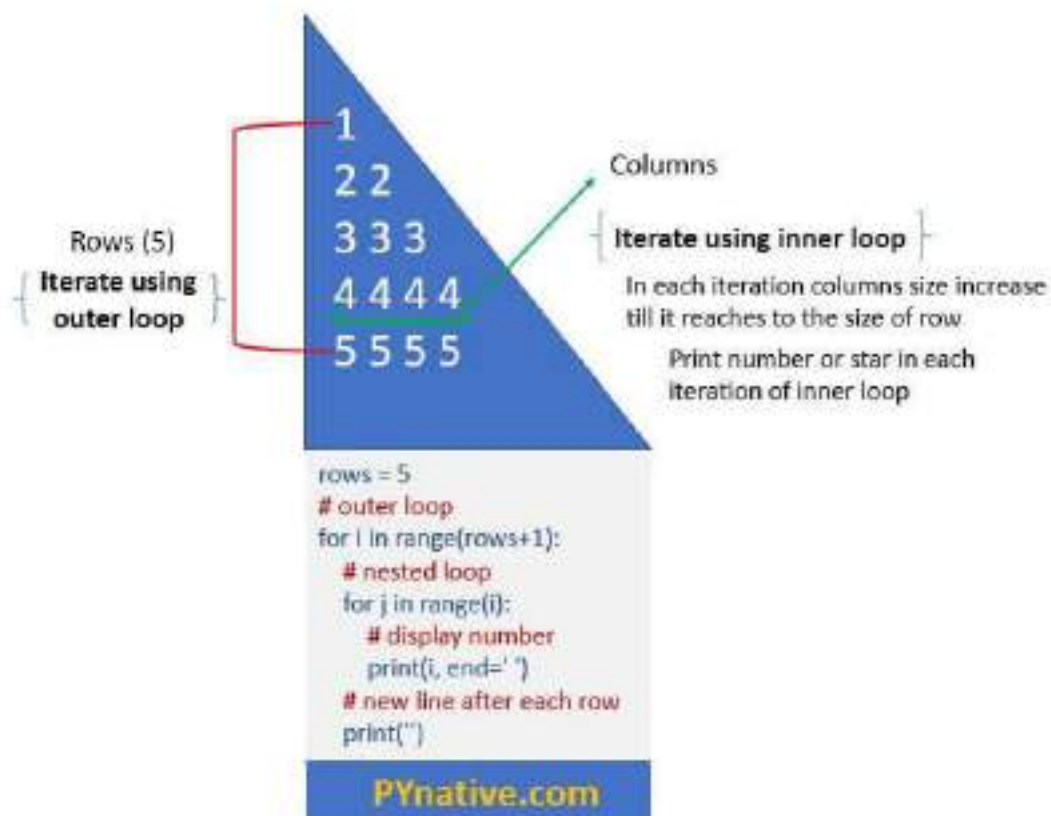 1
2 2
3 3 3
4 4 4 4
5 5 5 5
Rows (5)
Iterate using
outer loop
Columns
Iterate using inner loop
In each iteration columns size increase
till it reaches to the size of row
Print number or star in each
iteration of inner loop
rows = 5
# outer loop
for i in range(rows+1):
# nested loop
for j in range(i):
# display number
print(i, end=' ')
# new line after each row
print('')
PYnative.com